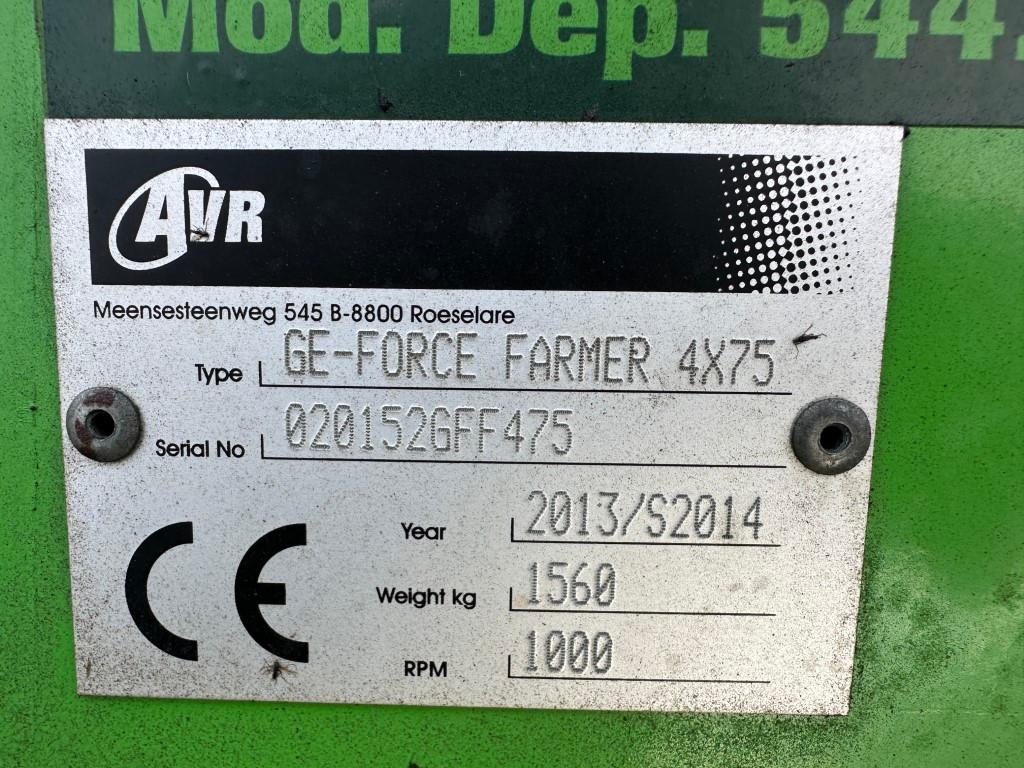 Mod. Dep. 544.
AVR
Meensesteenweg 545 B-8800 Roeselare
Type GE-FORCE FARMER 4X75
Serial No 020152GFF475
CE
Year 2013/S2014
Weight kg 1560
RPM 1000